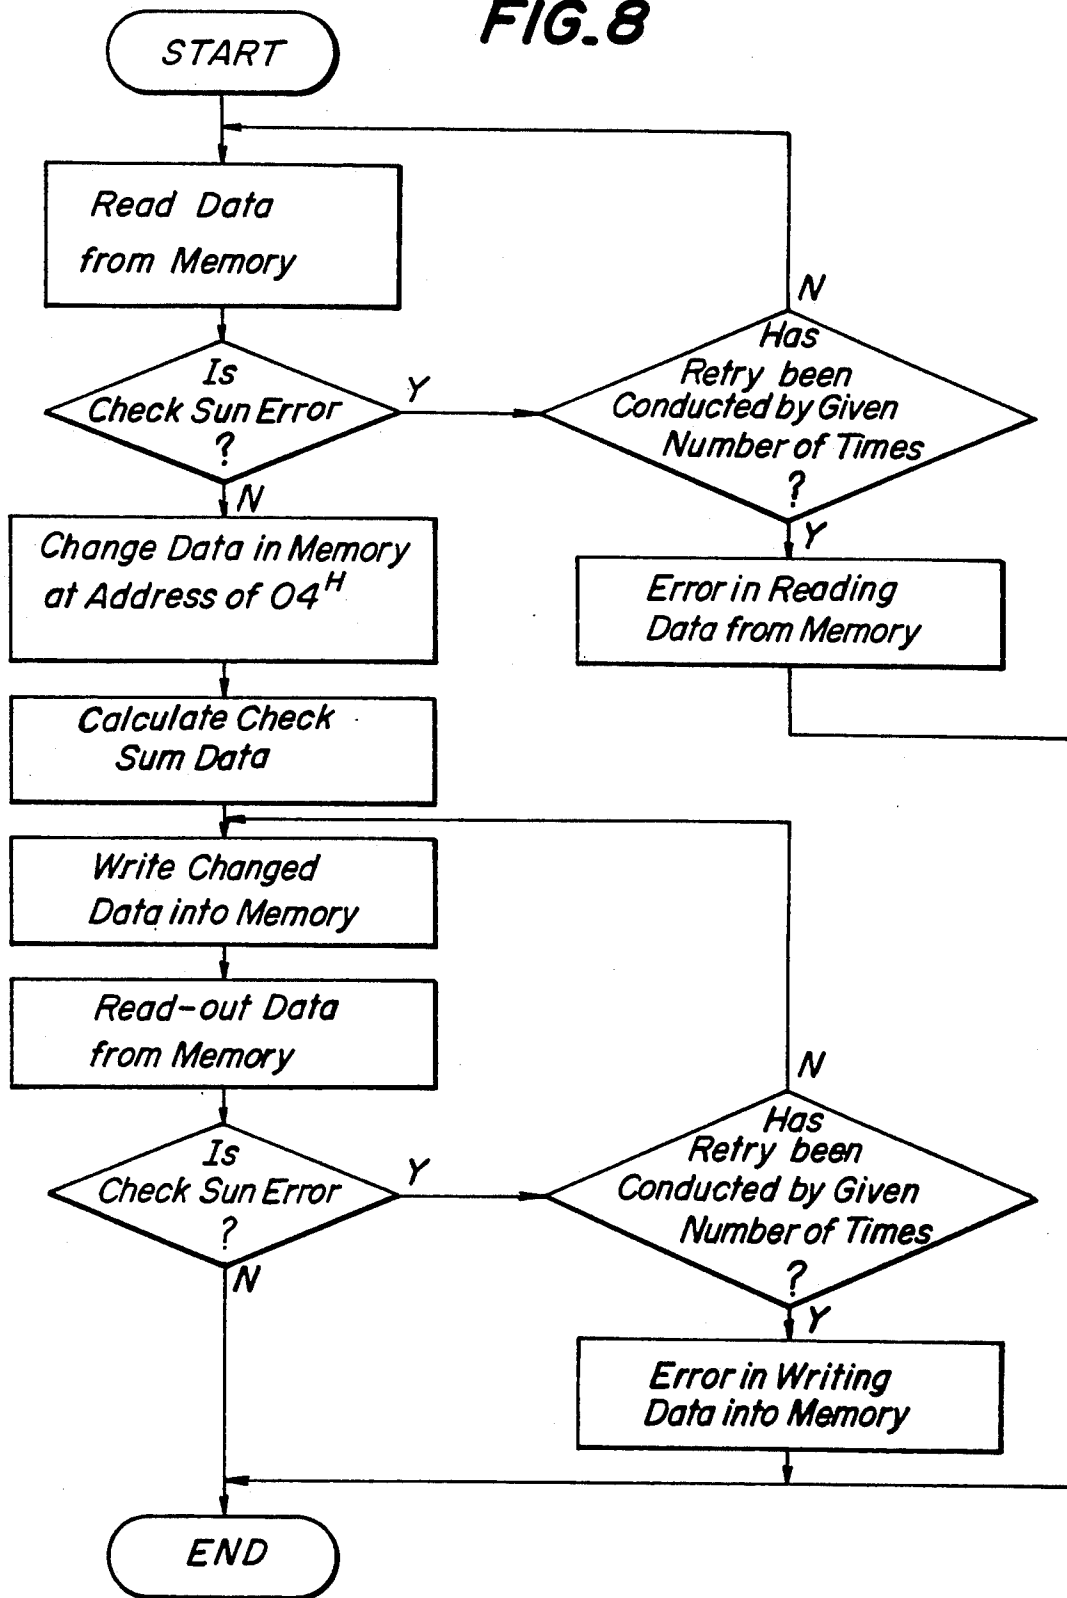 FIG.8
START
Read Data
from Memory
Is
Check Sun Error
?
Y
N
N
Has
Retry been
Conducted by Given
Number of Times
?
Y
Change Data in Memory
at Address of 04^H
Error in Reading
Data from Memory
Calculate Check
Sum Data
Write Changed
Data into Memory
Read-out Data
from Memory
Is
Check Sun Error
?
Y
N
N
Has
Retry been
Conducted by Given
Number of Times
?
Y
Error in Writing
Data into Memory
END